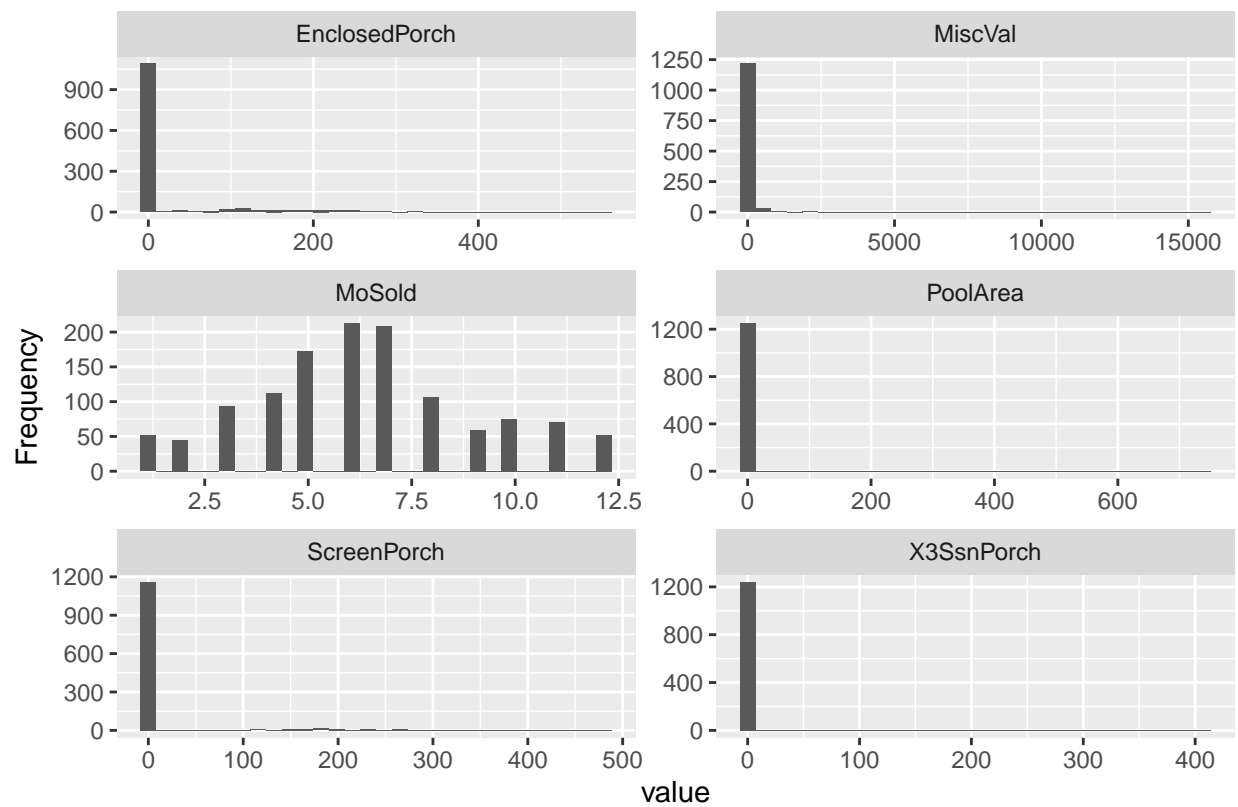 EnclosedPorch
900
600
300
0
0 200 400
MiscVal
1250
1000
750
500
250
0
0 5000 10000 15000
MoSold
200
150
100
50
0
2.5 5.0 7.5 10.0 12.5
PoolArea
1200
800
400
0
0 200 400 600
ScreenPorch
1200
900
600
300
0
0 100 200 300 400 500
X3SsnPorch
1200
800
400
0
0 100 200 300 400
Frequency
value